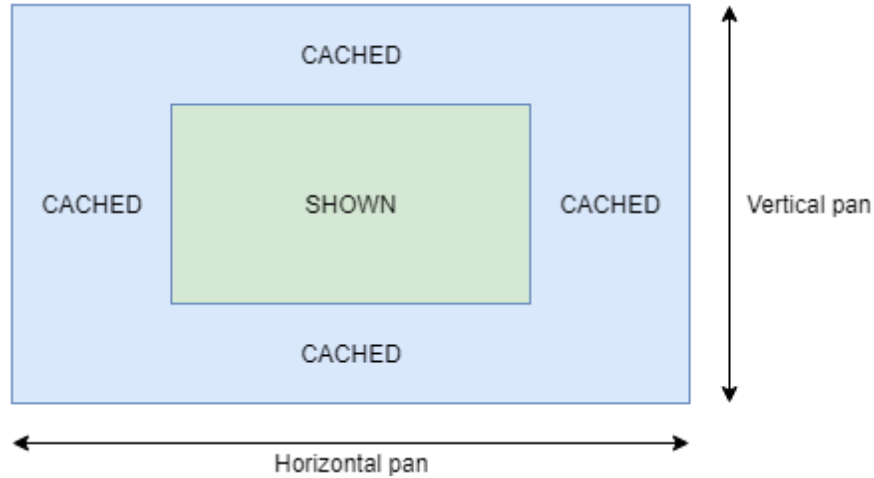 CACHED
CACHED
SHOWN
CACHED
Vertical pan
CACHED
Horizontal pan